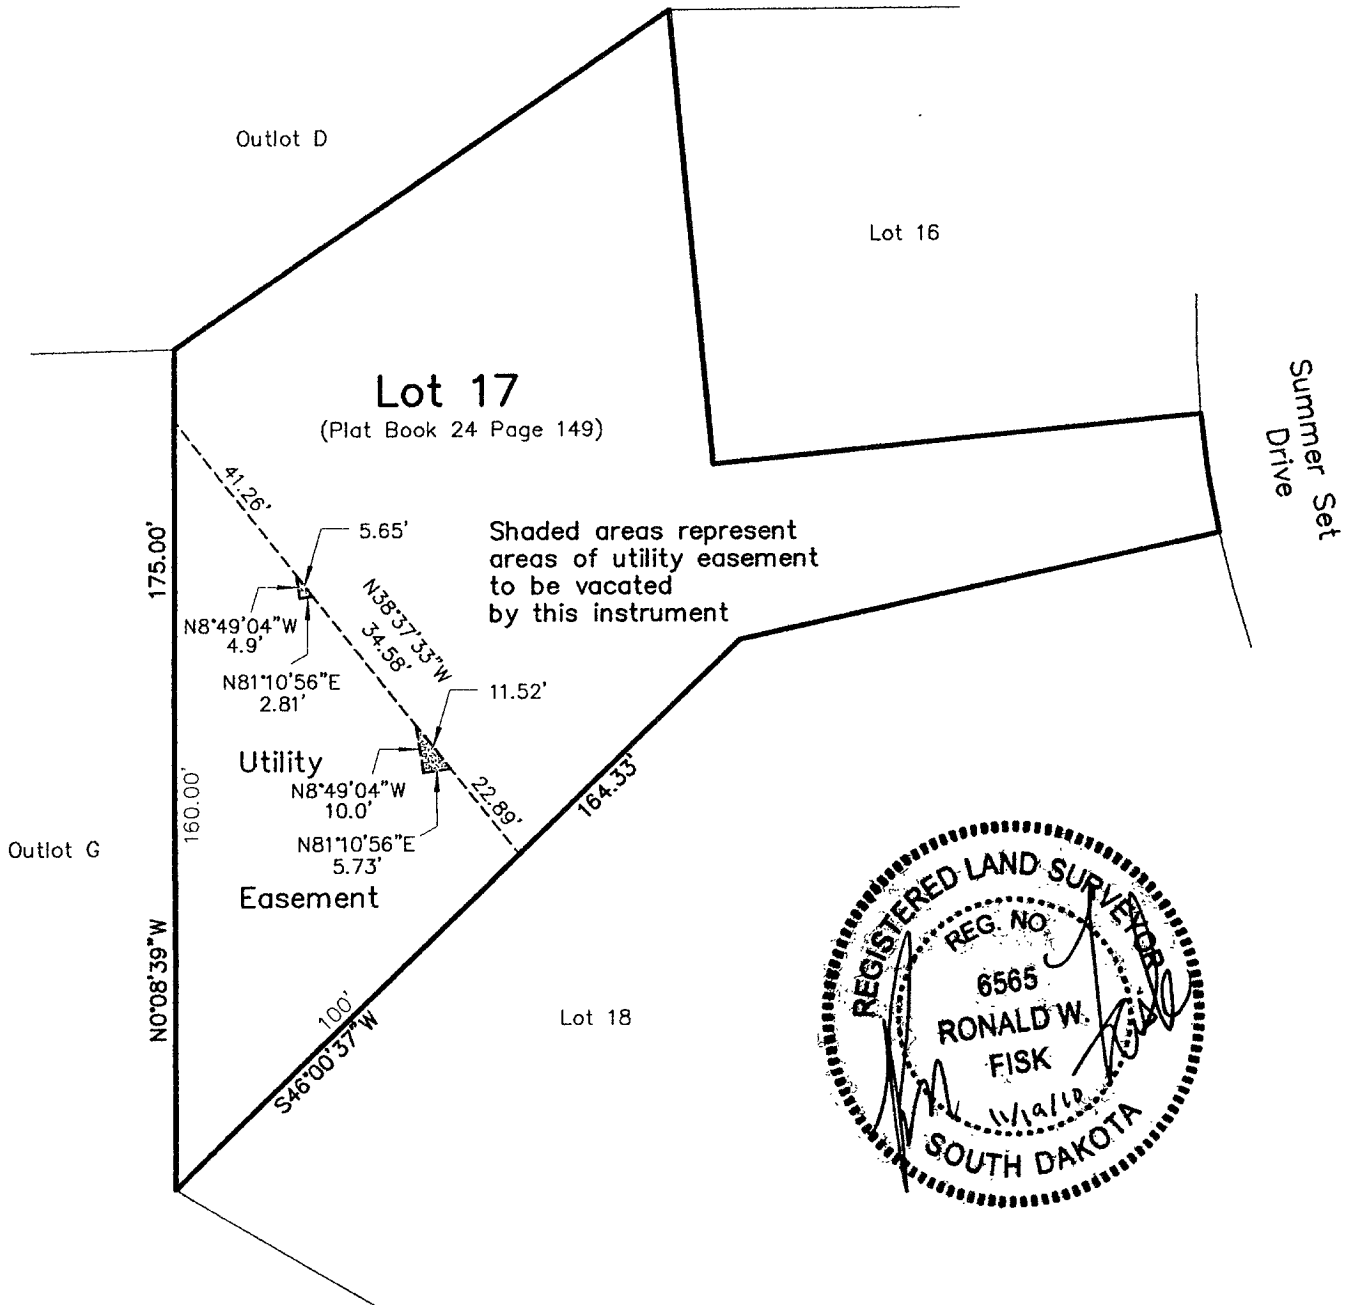 Outlot D
Lot 16
Lot 17
(Plat Book 24 Page 149)
Summer Set
Drive
41.26'
5.65'
Shaded areas represent
areas of utility easement
to be vacated
by this instrument
175.00'
N8°49'04"W
4.9'
N38°37'33"W
34.58'
N81°10'56"E
2.81'
11.52'
Utility
160.00'
N8°49'04"W
10.0'
22.89'
164.33'
N81°10'56"E
5.73'
Outlot G
Easement
N0°08'39"W
100'
S46°00'37"W
Lot 18
REGISTERED LAND SURVEYOR
REG. NO.
6565
RONALD W.
FISK
11/19/10
SOUTH DAKOTA